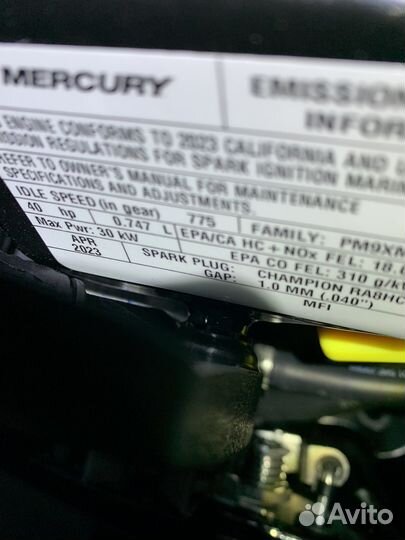 MERCURY
EMISSION
INFOR
ENGINE CONFORMS TO 2023 CALIFORNIA AND U
REGULATIONS FOR SPARK IGNITION MARIN
REFER TO OWNER'S MANUAL FOR MAINTENANCE
SPECIFICATIONS AND ADJUSTMENTS.
IDLE SPEED (in gear) 775 FAMILY: PM9XM
40 hp 0.747 L EPA/CA HC + NOx FEL: 18.
Max Pwr: 30 kW EPA CO FEL: 310 g/k
APR 2023 SPARK PLUG: CHAMPION RA8HC
GAP: 1.0 MM (.040")
MFI
Avito